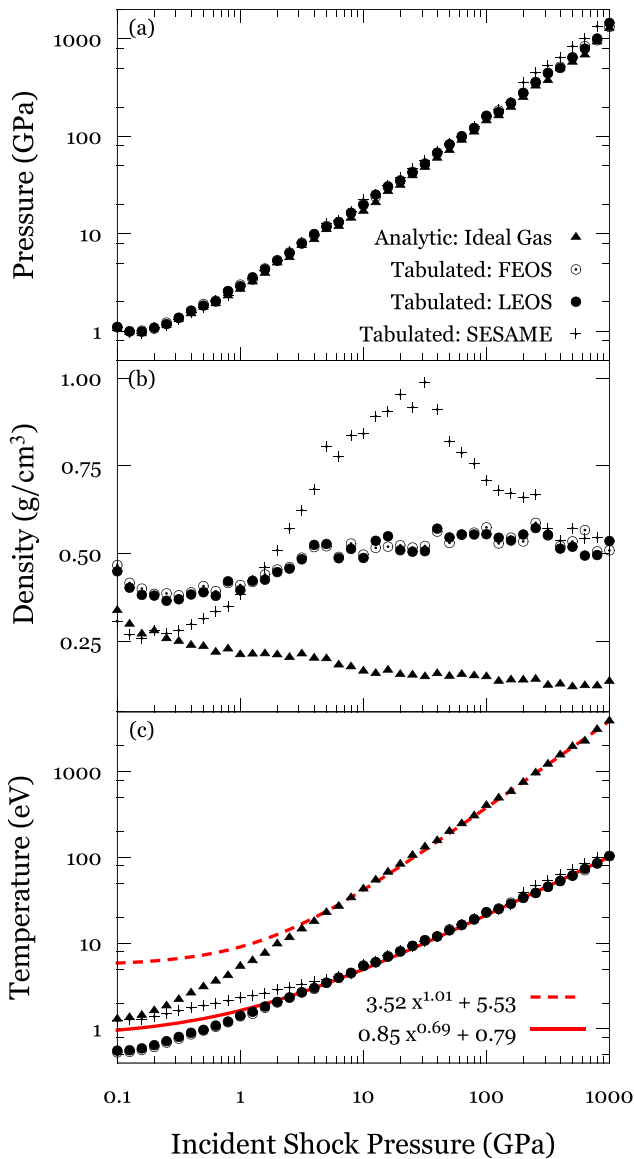 (a)
1000
100
10
1
Pressure (GPa)
Analytic: Ideal Gas
Tabulated: FEOS
Tabulated: LEOS
Tabulated: SESAME
(b)
1.00
0.75
0.50
0.25
Density (g/cm³)
(c)
1000
100
10
1
Temperature (eV)
3.52 x^1.01 + 5.53
0.85 x^0.69 + 0.79
0.1 1 10 100 1000
Incident Shock Pressure (GPa)